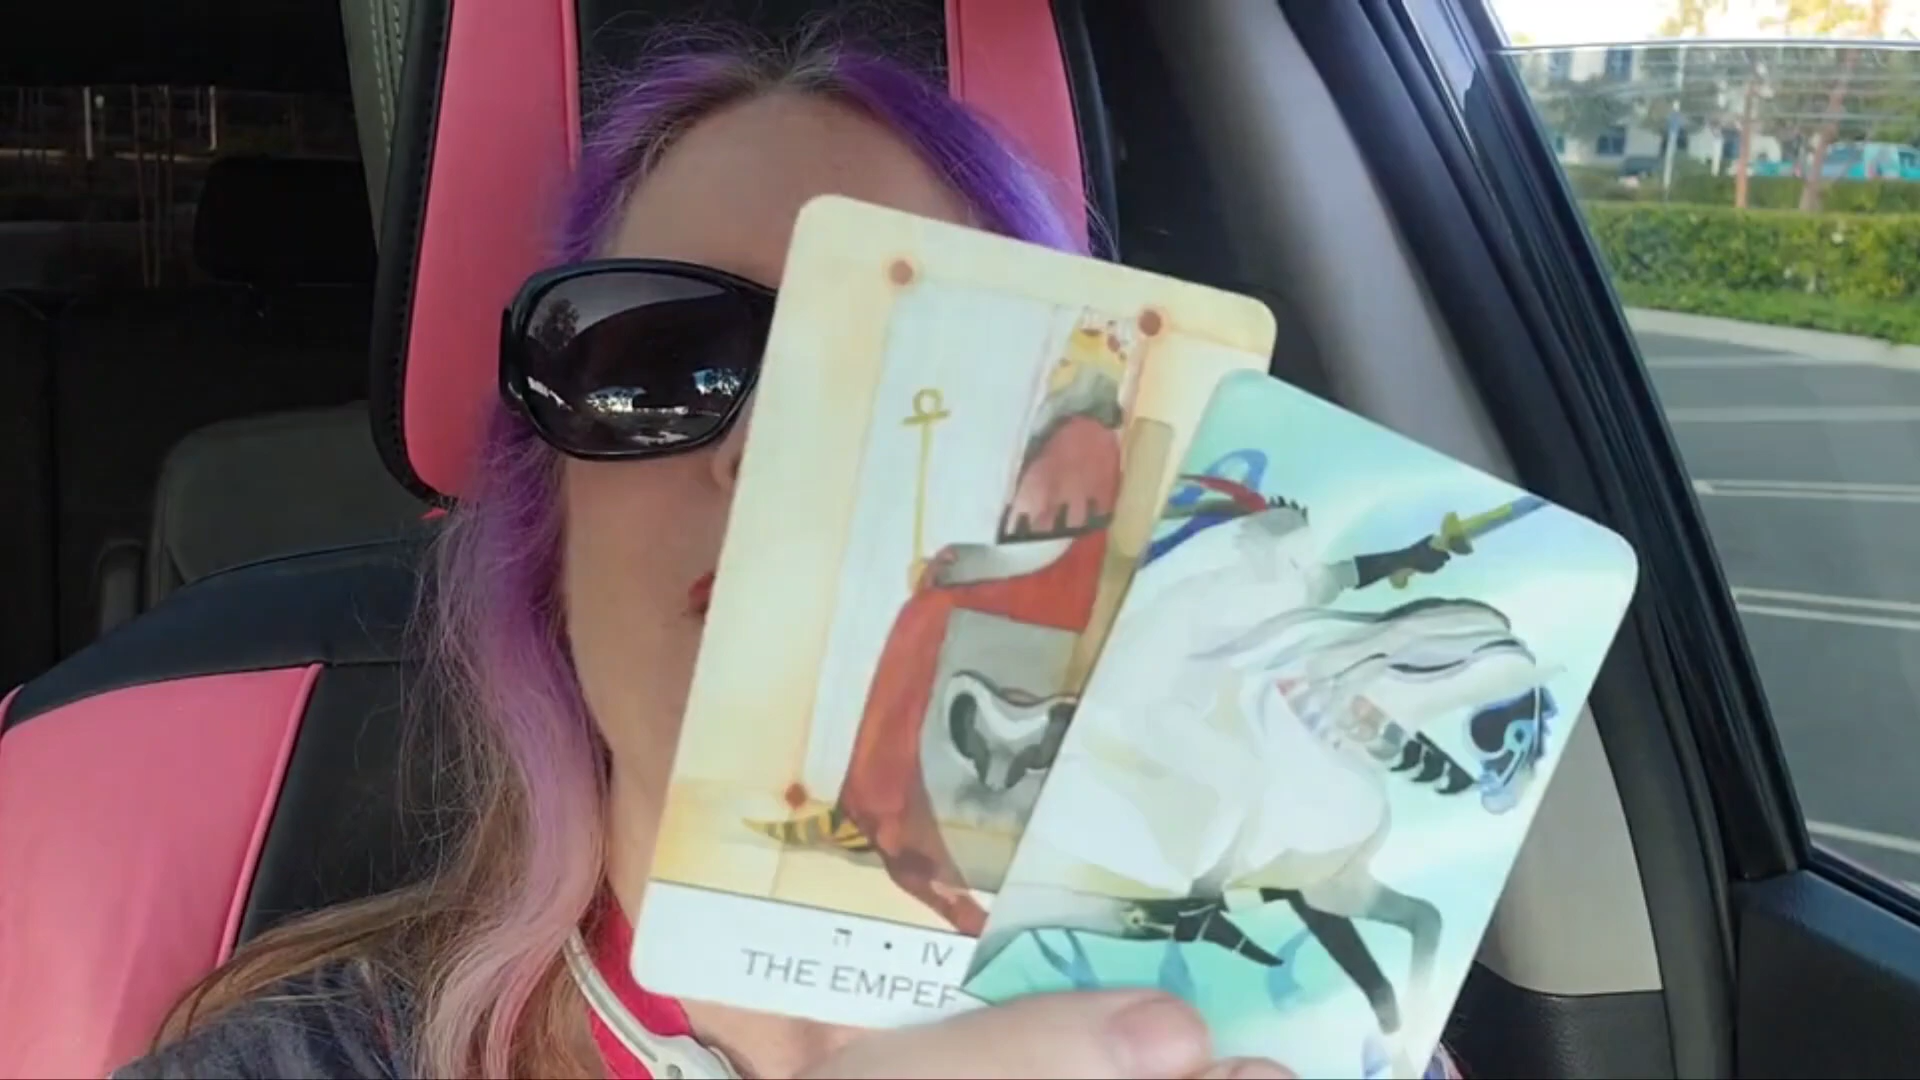 ה • IV
THE EMPER